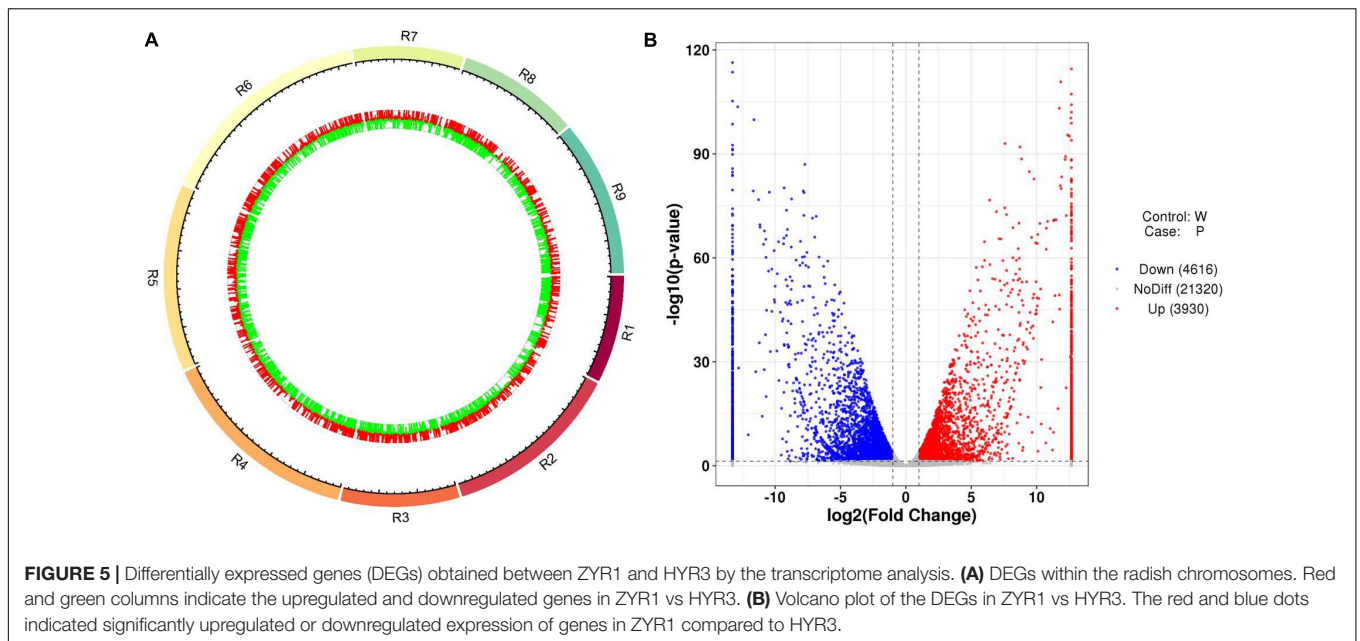 A
R7
R8
R9
R1
R2
R3
R4
R5
R6
B
120
90
60
30
0
-log10(p-value)
-10
-5
0
5
10
log2(Fold Change)
Control: W
Case: P
Down (4616)
NoDiff (21320)
Up (3930)
FIGURE 5 | Differentially expressed genes (DEGs) obtained between ZYR1 and HYR3 by the transcriptome analysis. (A) DEGs within the radish chromosomes. Red
and green columns indicate the upregulated and downregulated genes in ZYR1 vs HYR3. (B) Volcano plot of the DEGs in ZYR1 vs HYR3. The red and blue dots
indicated significantly upregulated or downregulated expression of genes in ZYR1 compared to HYR3.